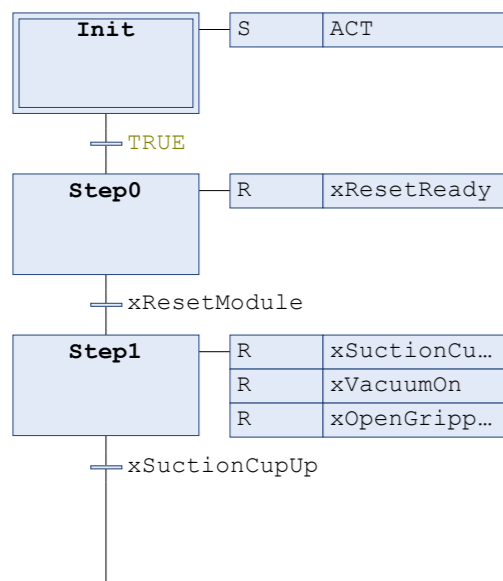 Init S ACT
TRUE
Step0 R xResetReady
xResetModule
Step1 R xSuctionCu…
R xVacuumOn
R xOpenGripp…
xSuctionCupUp